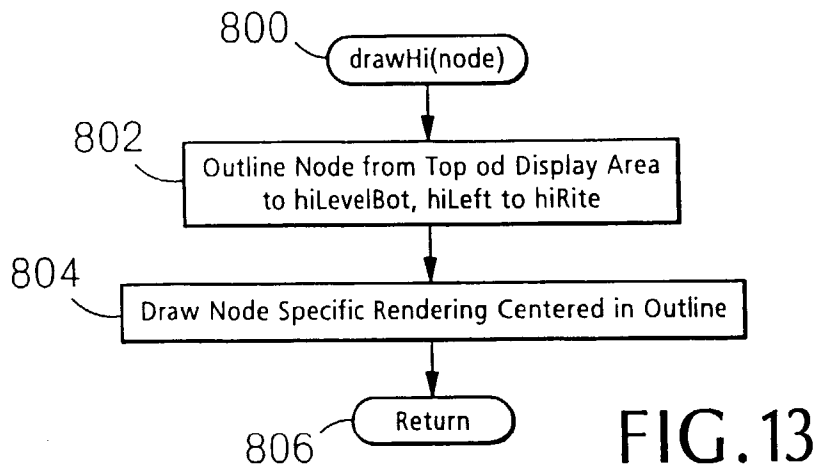 800
drawHi(node)
802
Outline Node from Top od Display Area
to hiLevelBot, hiLeft to hiRite
804
Draw Node Specific Rendering Centered in Outline
Return
806
FIG.13